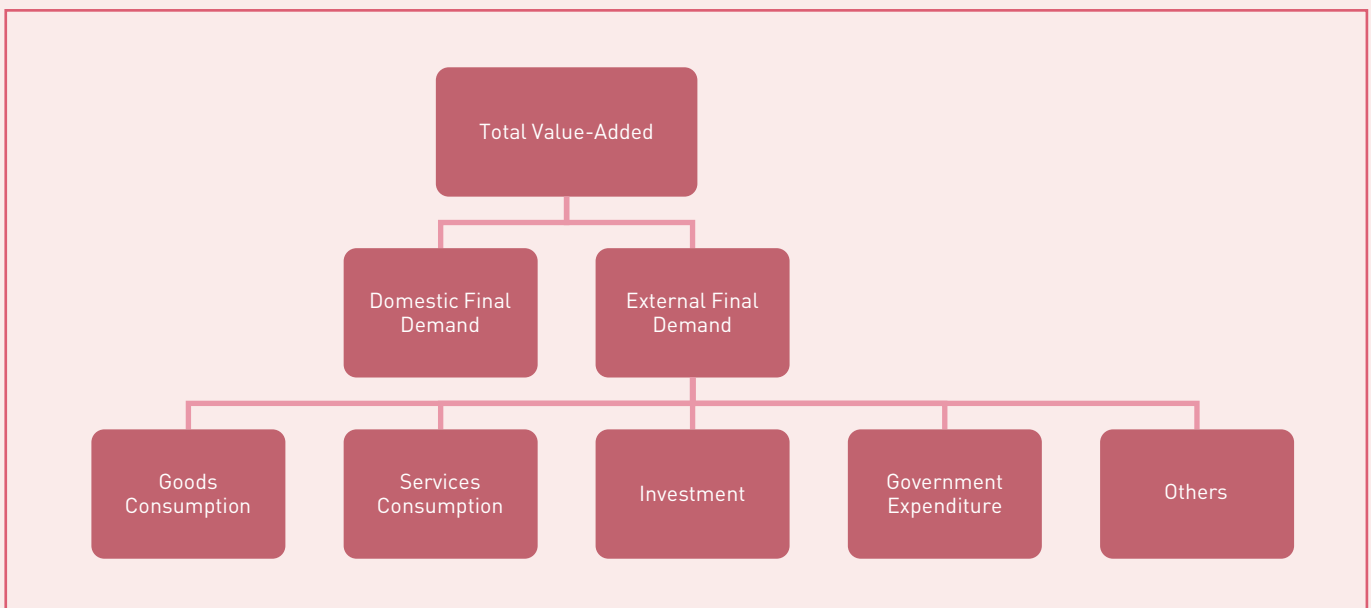 Total Value-Added
Domestic Final
Demand
External Final
Demand
Goods
Consumption
Services
Consumption
Investment
Government
Expenditure
Others